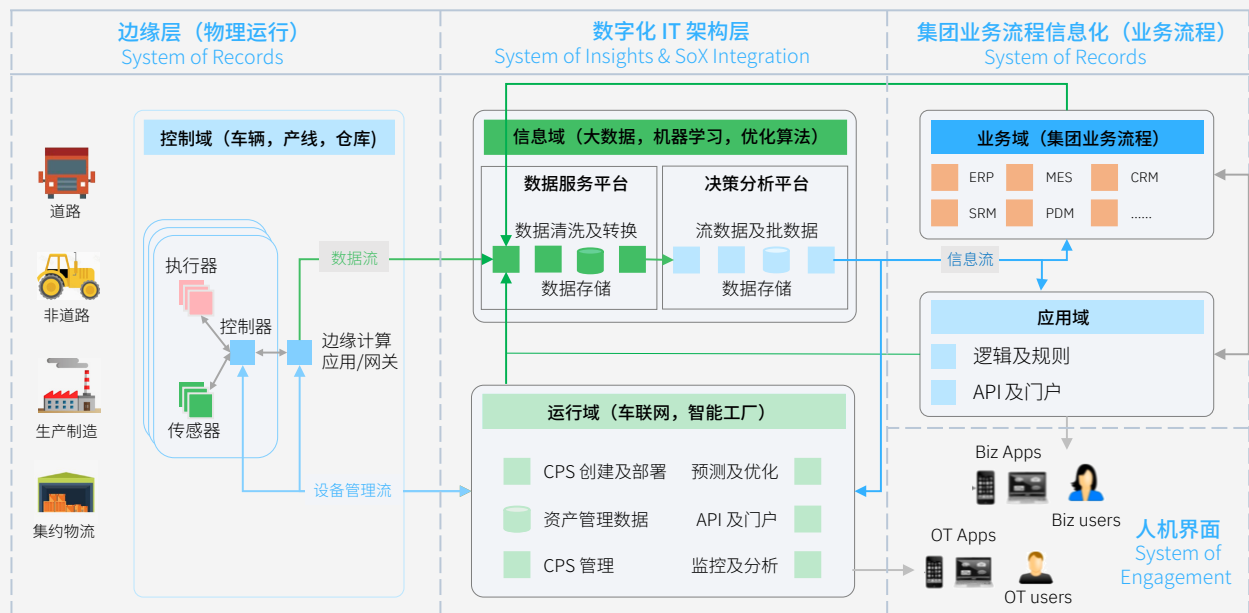 边缘层（物理运行）
System of Records
数字化 IT 架构层
System of Insights & SoX Integration
集团业务流程信息化（业务流程）
System of Records
道路
非道路
生产制造
集约物流
控制域（车辆，产线，仓库)
执行器
控制器
传感器
边缘计算
应用/网关
数据流
设备管理流
信息域（大数据，机器学习，优化算法）
数据服务平台
数据清洗及转换
数据存储
决策分析平台
流数据及批数据
数据存储
运行域（车联网，智能工厂）
CPS 创建及部署
预测及优化
资产管理数据
API 及门户
CPS 管理
监控及分析
信息流
业务域（集团业务流程）
ERP
MES
CRM
SRM
PDM
......
应用域
逻辑及规则
API 及门户
Biz Apps
Biz users
OT Apps
OT users
人机界面
System of
Engagement